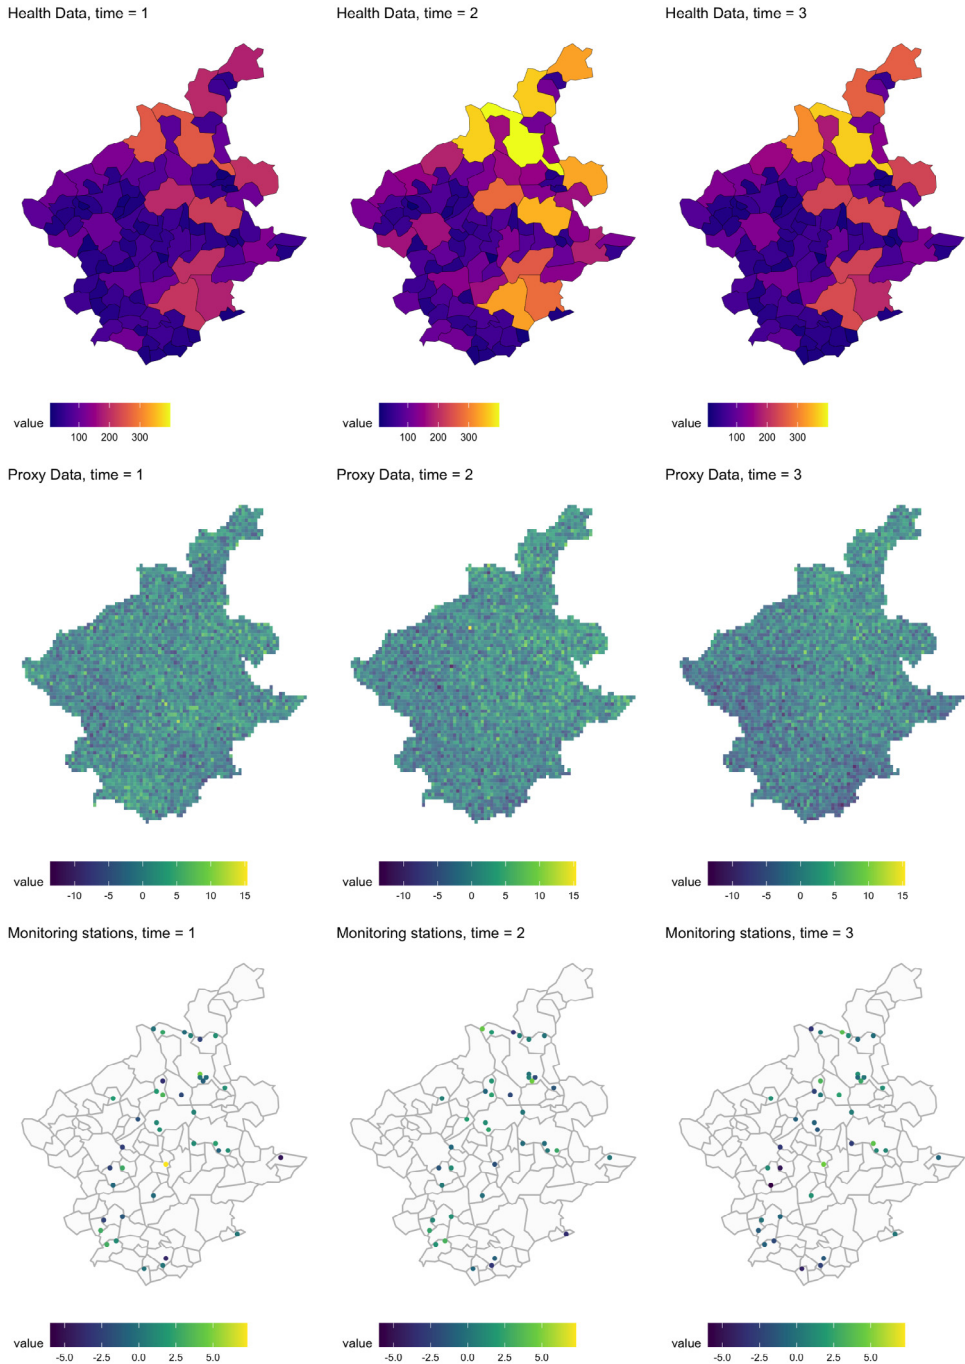 Health Data, time = 1
Health Data, time = 2
Health Data, time = 3
value
100 200 300
value
100 200 300
value
100 200 300
Proxy Data, time = 1
Proxy Data, time = 2
Proxy Data, time = 3
value
-10 -5 0 5 10 15
value
-10 -5 0 5 10 15
value
-10 -5 0 5 10 15
Monitoring stations, time = 1
Monitoring stations, time = 2
Monitoring stations, time = 3
value
-5.0 -2.5 0.0 2.5 5.0
value
-5.0 -2.5 0.0 2.5 5.0
value
-5.0 -2.5 0.0 2.5 5.0